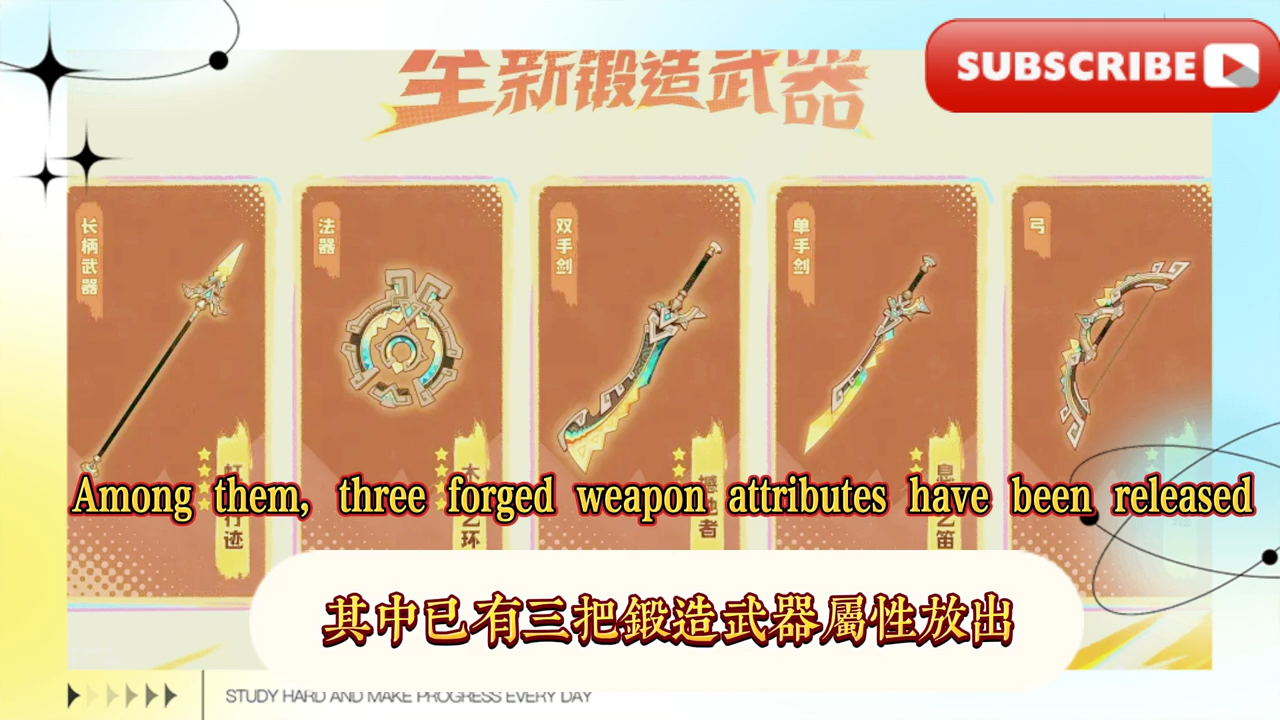 全新锻造武器
SUBSCRIBE
长柄武器
法器
双手剑
单手剑
弓
Among them, three forged weapon attributes have been released
其中已有三把鍛造武器屬性放出
STUDY HARD AND MAKE PROGRESS EVERY DAY